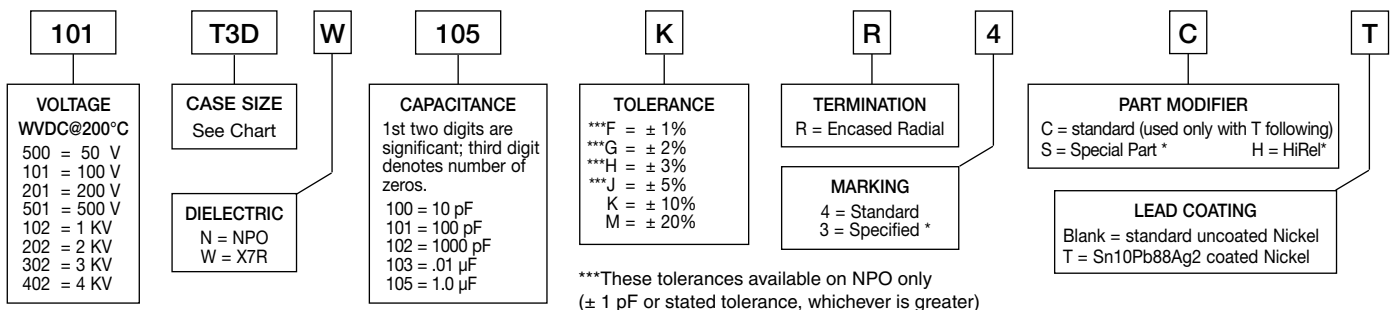 101 T3D W 105 K R 4 C T
VOLTAGE
WVDC@200°C
500 = 50 V
101 = 100 V
201 = 200 V
501 = 500 V
102 = 1 KV
202 = 2 KV
302 = 3 KV
402 = 4 KV
CASE SIZE
See Chart
DIELECTRIC
N = NPO
W = X7R
CAPACITANCE
1st two digits are
significant; third digit
denotes number of
zeros.
100 = 10 pF
101 = 100 pF
102 = 1000 pF
103 = .01 µF
105 = 1.0 µF
TOLERANCE
***F = ± 1%
***G = ± 2%
***H = ± 3%
***J = ± 5%
K = ± 10%
M = ± 20%
***These tolerances available on NPO only
(± 1 pF or stated tolerance, whichever is greater)
TERMINATION
R = Encased Radial
MARKING
4 = Standard
3 = Specified *
PART MODIFIER
C = standard (used only with T following)
S = Special Part * H = HiRel*
LEAD COATING
Blank = standard uncoated Nickel
T = Sn10Pb88Ag2 coated Nickel